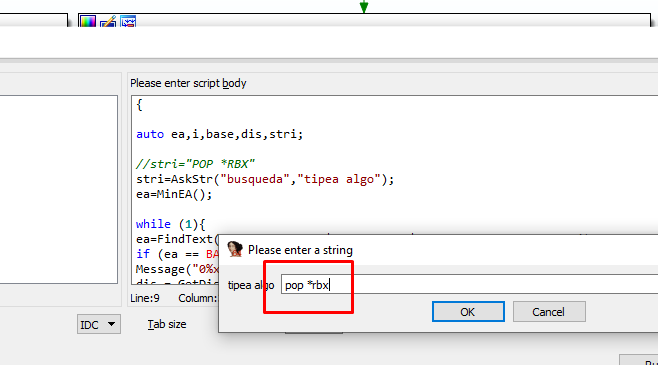 Please enter script body
{
auto ea,i,base,dis,stri;
//stri="POP *RBX"
stri=AskStr("busqueda","tipea algo");
ea=MinEA();
while (1){
ea=FindText(
if (ea == BA
Message("0%x
Please enter a string
tipea algo pop *rbx
OK Cancel
Line:9 Column:
IDC Tab size